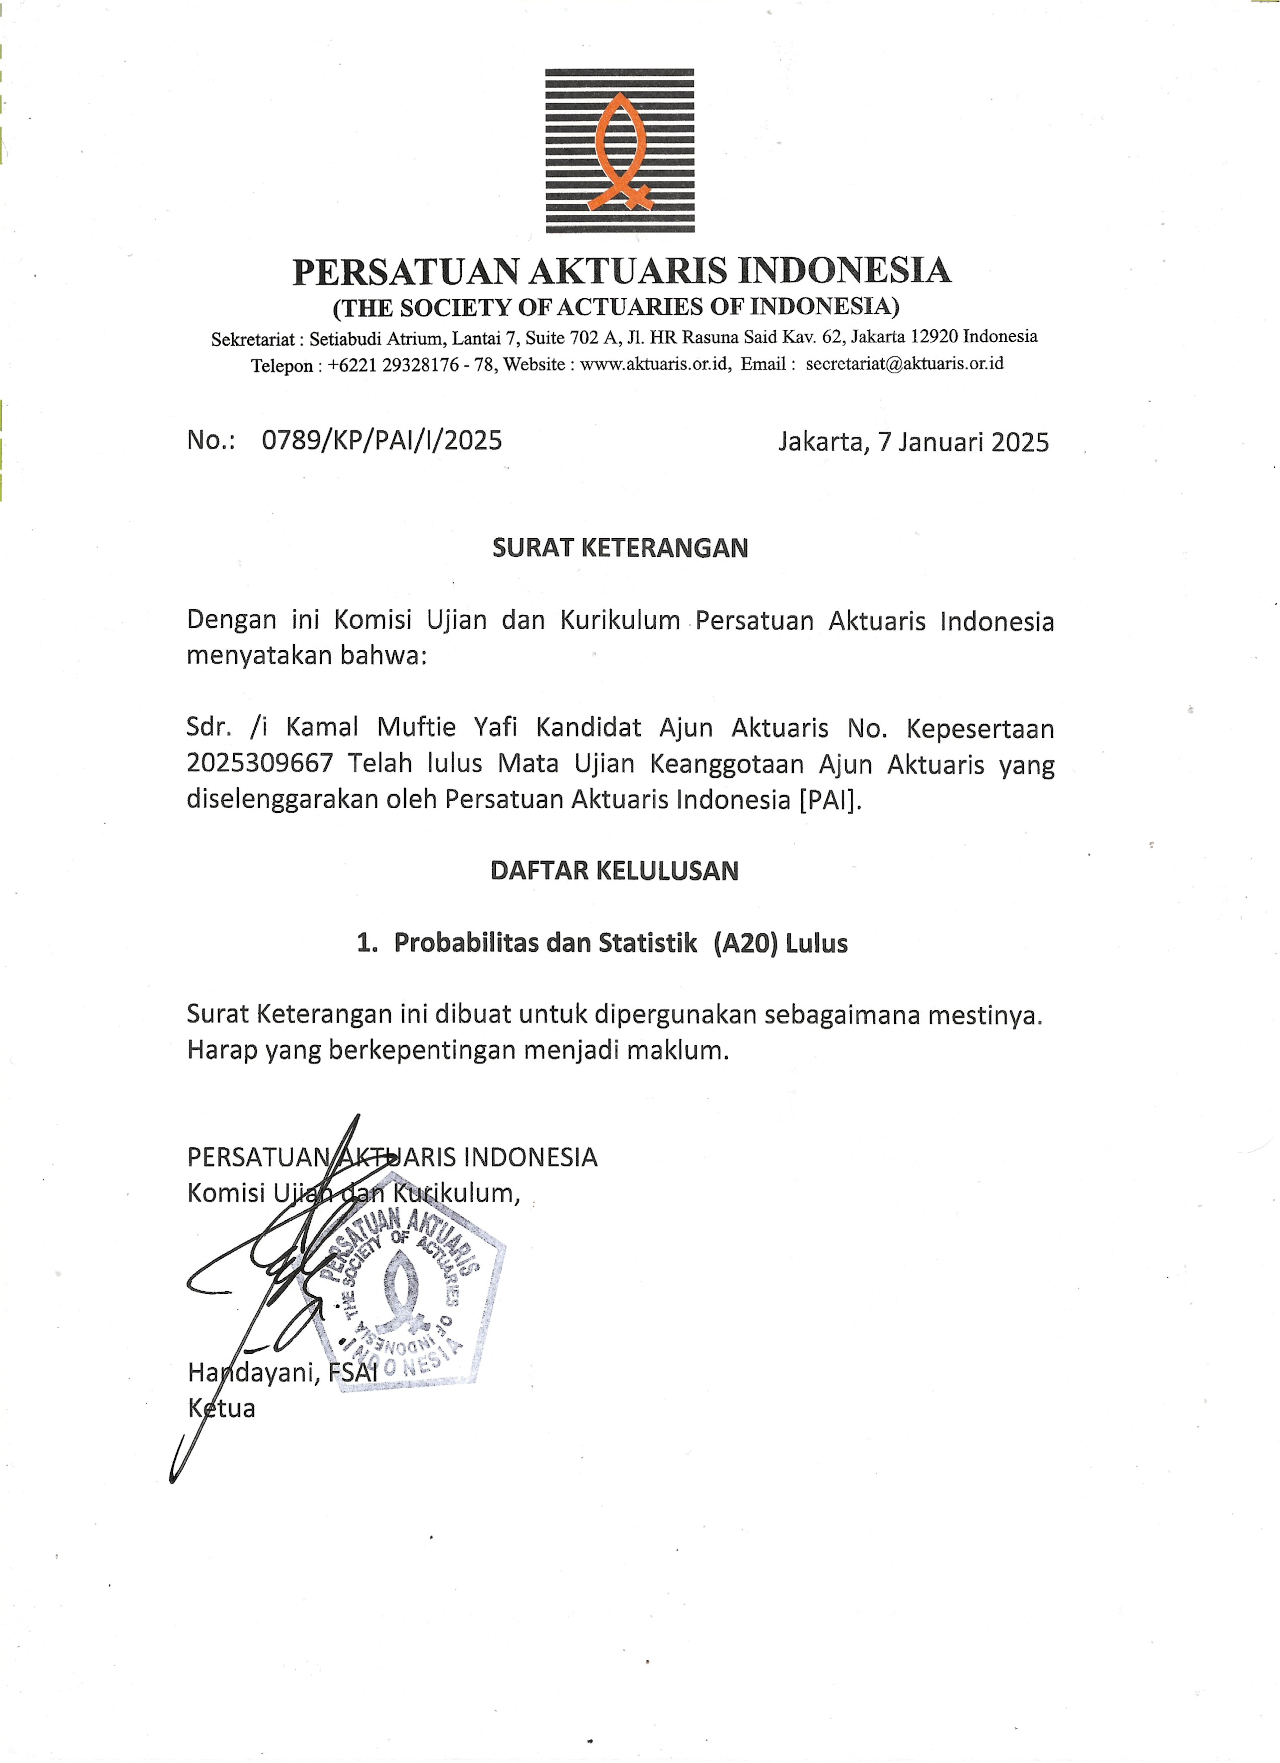 PERSATUAN AKTUARIS INDONESIA
(THE SOCIETY OF ACTUARIES OF INDONESIA)
Sekretariat : Setiabudi Atrium, Lantai 7, Suite 702 A, Jl. HR Rasuna Said Kav. 62, Jakarta 12920 Indonesia
Telepon : +6221 29328176 - 78, Website : www.aktuaris.or.id, Email : secretariat@aktuaris.or.id
No.: 0789/KP/PAI/I/2025 Jakarta, 7 Januari 2025
SURAT KETERANGAN
Dengan ini Komisi Ujian dan Kurikulum Persatuan Aktuaris Indonesia
menyatakan bahwa:
Sdr. /i Kamal Muftie Yafi Kandidat Ajun Aktuaris No. Kepesertaan
2025309667 Telah lulus Mata Ujian Keanggotaan Ajun Aktuaris yang
diselenggarakan oleh Persatuan Aktuaris Indonesia [PAI].
DAFTAR KELULUSAN
1. Probabilitas dan Statistik (A20) Lulus
Surat Keterangan ini dibuat untuk dipergunakan sebagaimana mestinya.
Harap yang berkepentingan menjadi maklum.
PERSATUAN AKTUARIS INDONESIA
Komisi Ujian dan Kurikulum,
PERSATUAN AKTUARIS
INDONESIA
THE SOCIETY OF ACTUARIES OF INDONESIA
Handayani, FSAI
Ketua